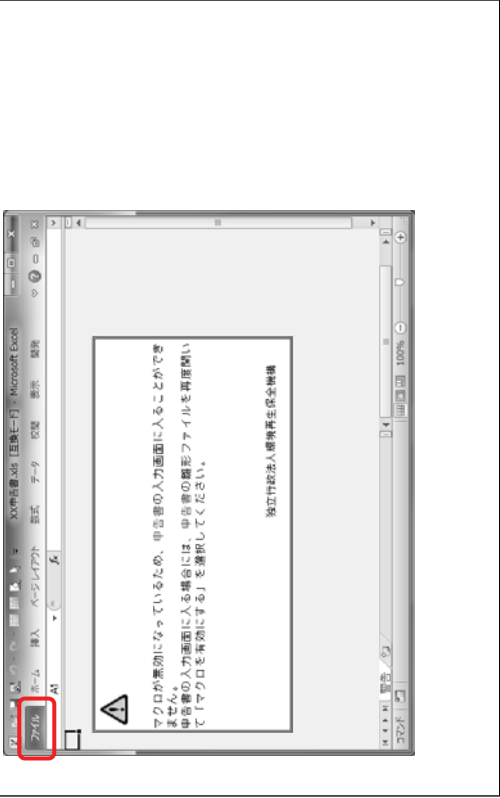 XX申告書.xls [互換モード] - Microsoft Excel
ファイル ホーム 挿入 ページレイアウト 数式 データ 校閲 表示 開発
A1 fx
マクロが無効になっているため、申告書の入力画面に入ることができ
ません。
申告書の入力画面に入る場合には、申告書の雛形ファイルを再度開い
て「マクロを有効にする」を選択してください。
独立行政法人環境再生保全機構
警告
コマンド 100%